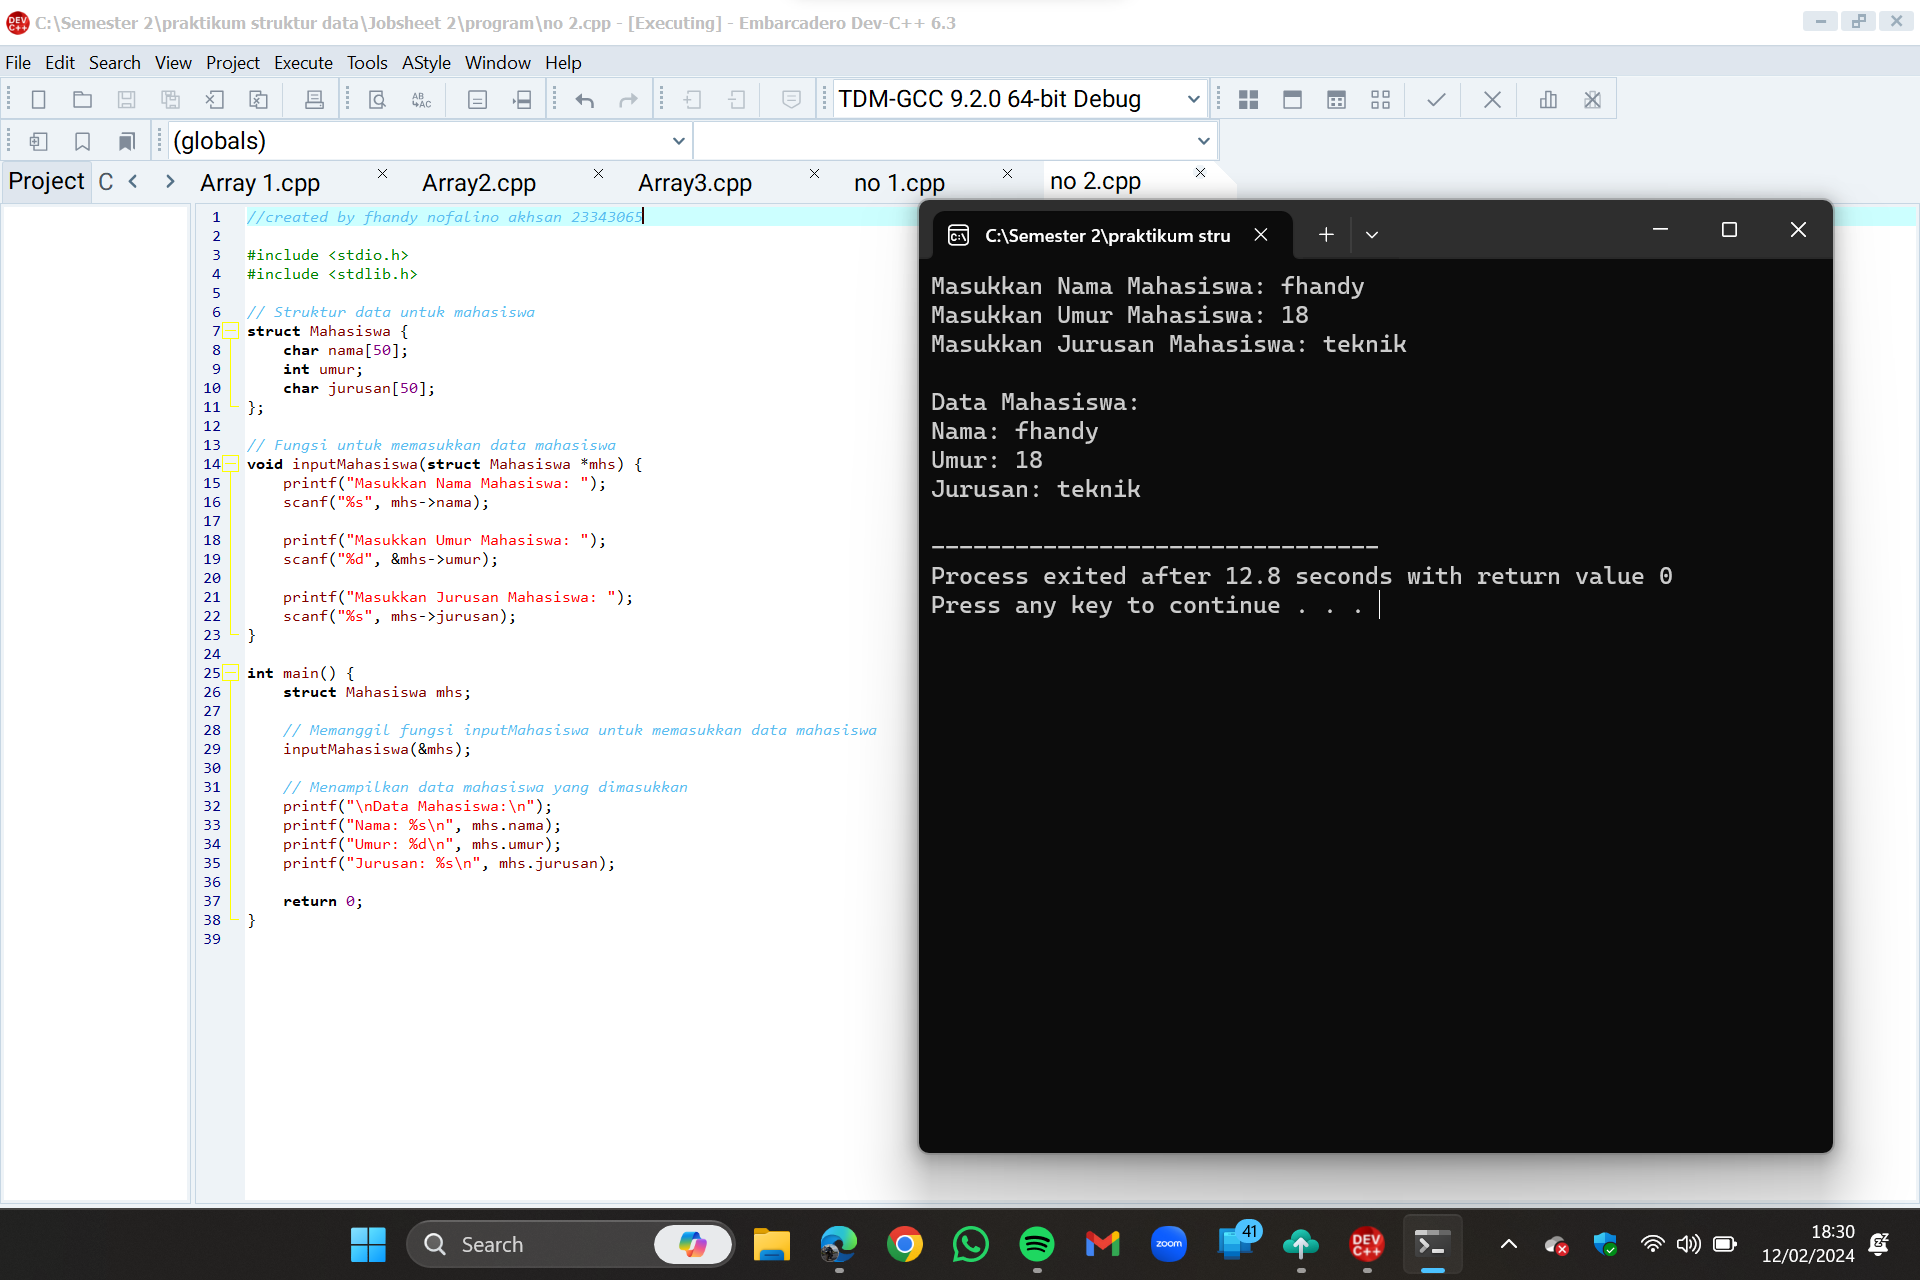 C:\Semester 2\praktikum struktur data\Jobsheet 2\program\no 2.cpp - [Executing] - Embarcadero Dev-C++ 6.3
File Edit Search View Project Execute Tools AStyle Window Help
TDM-GCC 9.2.0 64-bit Debug
(globals)
Project C Array 1.cpp Array2.cpp Array3.cpp no 1.cpp no 2.cpp
1 //created by fhandy nofalino akhsan 23343065
2
3 #include <stdio.h>
4 #include <stdlib.h>
5
6 // Struktur data untuk mahasiswa
7 struct Mahasiswa {
8 char nama[50];
9 int umur;
10 char jurusan[50];
11 };
12
13 // Fungsi untuk memasukkan data mahasiswa
14 void inputMahasiswa(struct Mahasiswa *mhs) {
15 printf("Masukkan Nama Mahasiswa: ");
16 scanf("%s", mhs->nama);
17
18 printf("Masukkan Umur Mahasiswa: ");
19 scanf("%d", &mhs->umur);
20
21 printf("Masukkan Jurusan Mahasiswa: ");
22 scanf("%s", mhs->jurusan);
23 }
24
25 int main() {
26 struct Mahasiswa mhs;
27
28 // Memanggil fungsi inputMahasiswa untuk memasukkan data mahasiswa
29 inputMahasiswa(&mhs);
30
31 // Menampilkan data mahasiswa yang dimasukkan
32 printf("\nData Mahasiswa:\n");
33 printf("Nama: %s\n", mhs.nama);
34 printf("Umur: %d\n", mhs.umur);
35 printf("Jurusan: %s\n", mhs.jurusan);
36
37 return 0;
38 }
39
C:\Semester 2\praktikum stru
Masukkan Nama Mahasiswa: fhandy
Masukkan Umur Mahasiswa: 18
Masukkan Jurusan Mahasiswa: teknik
Data Mahasiswa:
Nama: fhandy
Umur: 18
Jurusan: teknik
--------------------------------
Process exited after 12.8 seconds with return value 0
Press any key to continue . . .
Search
zoom
41
DEV C++
18:30
12/02/2024